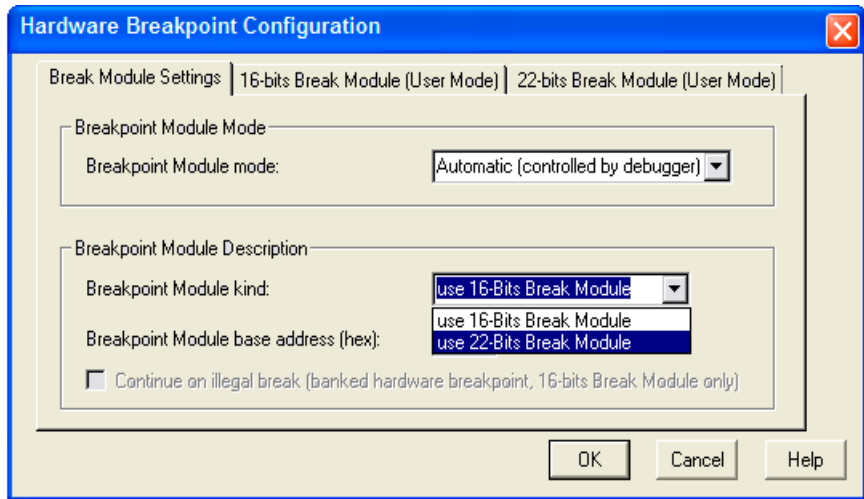 Hardware Breakpoint Configuration
Break Module Settings 16-bits Break Module (User Mode) 22-bits Break Module (User Mode)
Breakpoint Module Mode
Breakpoint Module mode: Automatic (controlled by debugger)
Breakpoint Module Description
Breakpoint Module kind: use 16-Bits Break Module
use 16-Bits Break Module
Breakpoint Module base address (hex): use 22-Bits Break Module
Continue on illegal break (banked hardware breakpoint, 16-bits Break Module only)
OK Cancel Help